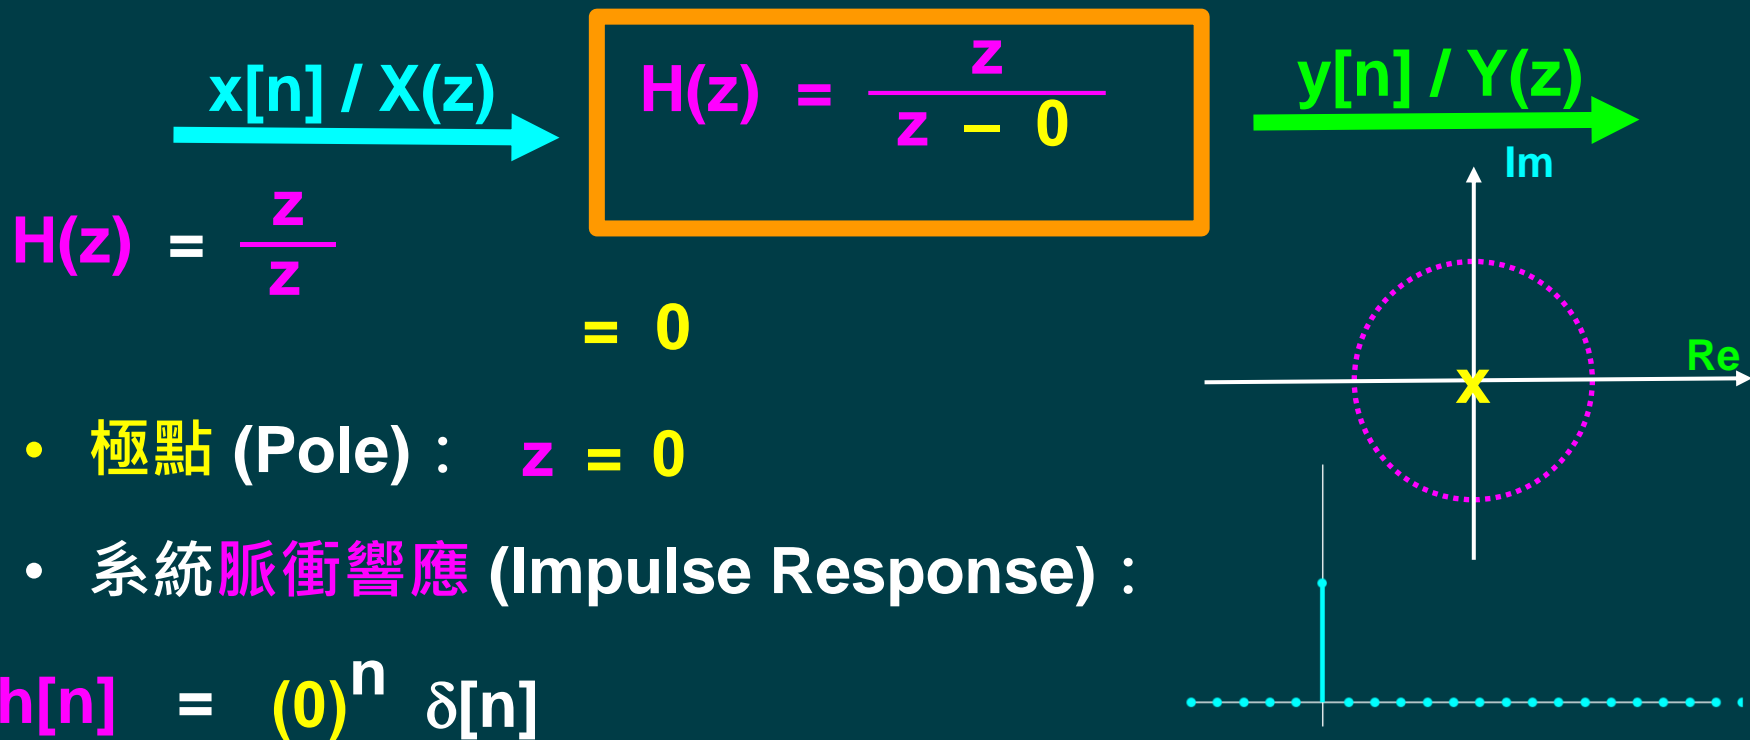 x[n] / X(z)
H(z) = z / z – 0
y[n] / Y(z)
Im
H(z) = z / z
= 0
Re
x
• 極點 (Pole)： z = 0
• 系統脈衝響應 (Impulse Response)：
h[n] = (0)^n δ[n]